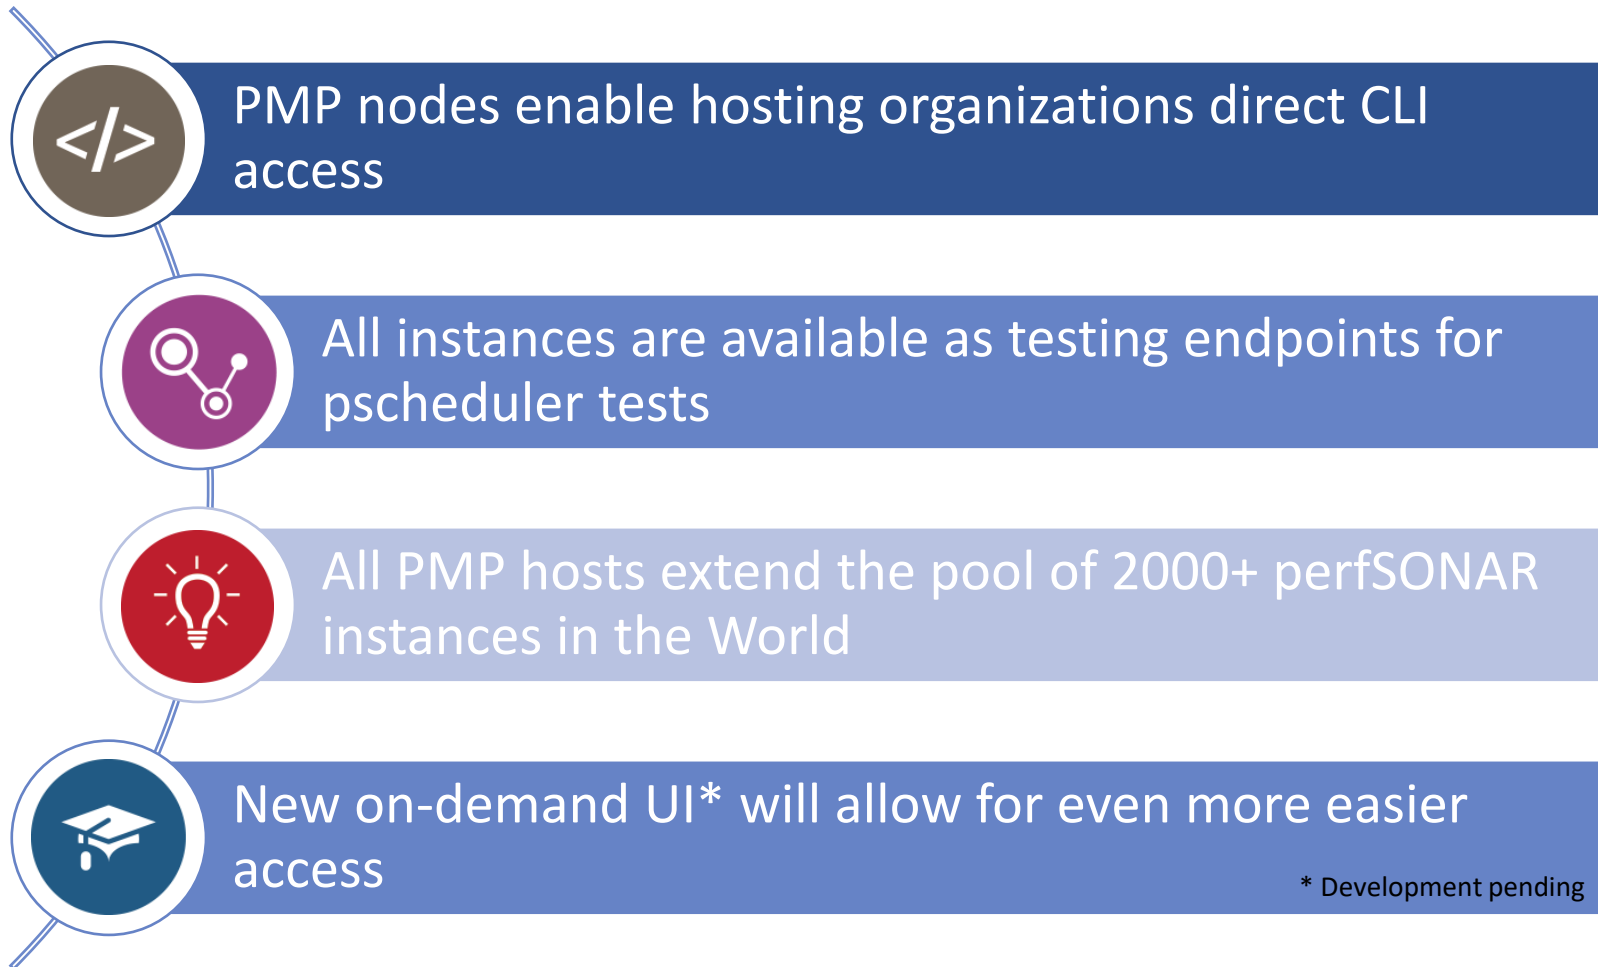 PMP nodes enable hosting organizations direct CLI
access
All instances are available as testing endpoints for
pscheduler tests
All PMP hosts extend the pool of 2000+ perfSONAR
instances in the World
New on-demand UI* will allow for even more easier
access
* Development pending